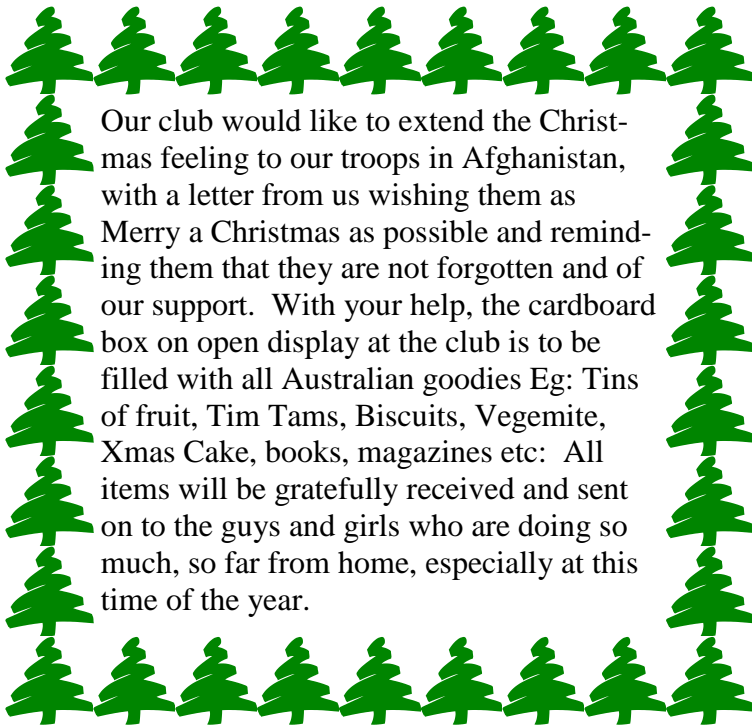 Our club would like to extend the Christ-
mas feeling to our troops in Afghanistan,
with a letter from us wishing them as
Merry a Christmas as possible and remind-
ing them that they are not forgotten and of
our support.  With your help, the cardboard
box on open display at the club is to be
filled with all Australian goodies Eg: Tins
of fruit, Tim Tams, Biscuits, Vegemite,
Xmas Cake, books, magazines etc:  All
items will be gratefully received and sent
on to the guys and girls who are doing so
much, so far from home, especially at this
time of the year.